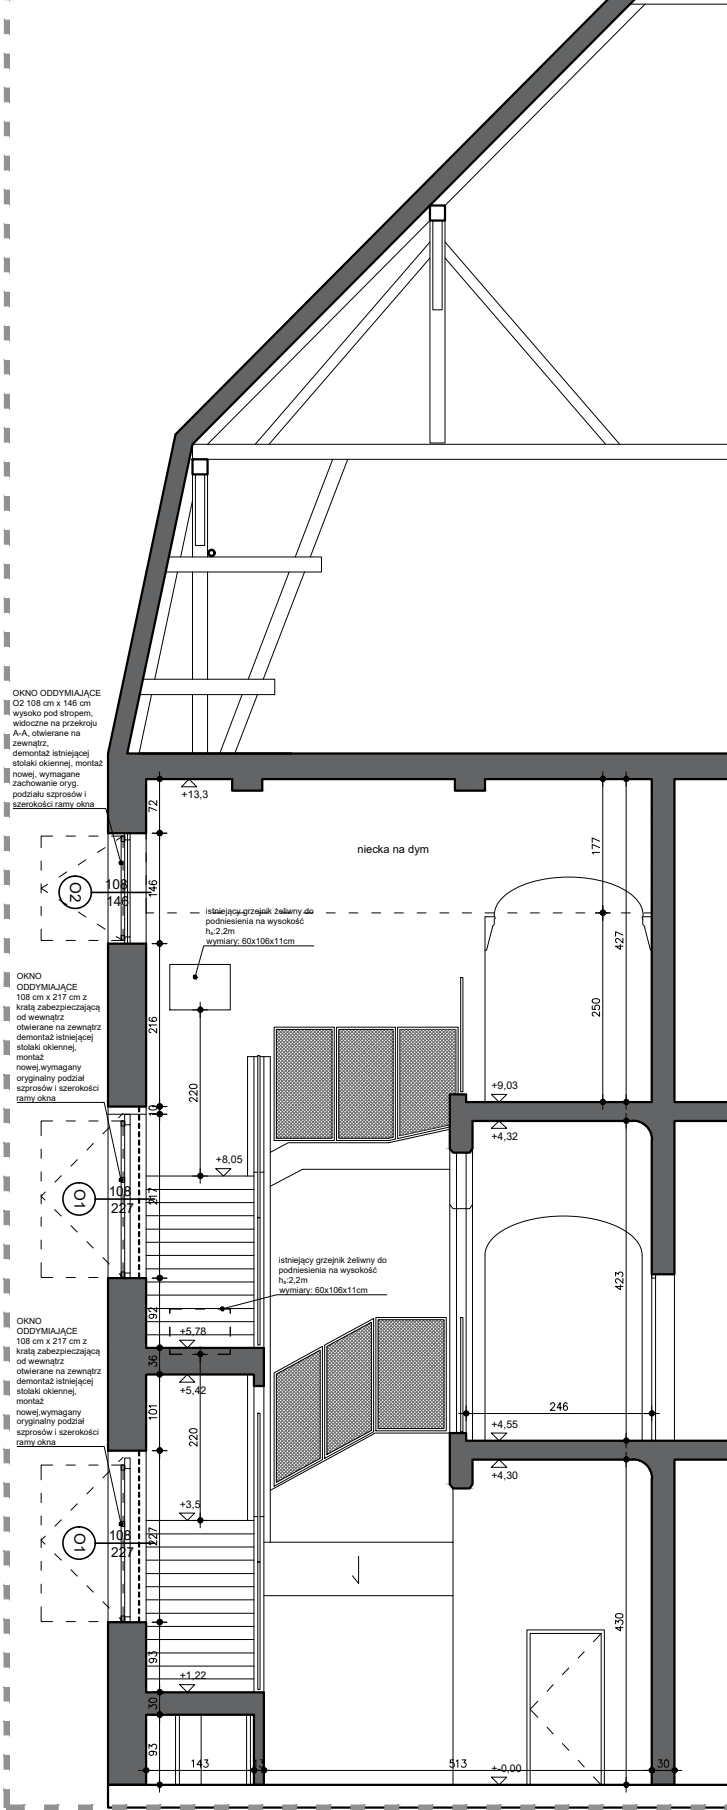 OKNO ODDYMIAJĄCE
O2 108 cm x 146 cm
wysoko pod stropem,
widoczne na przekroju
A-A, otwierane na
zewnątrz,
demontaż istniejącej
stolaki okiennej, montaż
nowej, wymagane
zachowanie oryg.
podziału szprosów i
szerokości ramy okna
+13,3
72
niecka na dym
177
427
O2
108
146
146
istniejący grzejnik żeliwny do
podniesienia na wysokość
wymiary: 60x106x11cm
OKNO
ODDYMIAJĄCE
108 cm x 217 cm z
kratą zabezpieczającą
od wewnątrz
otwierane na zewnątrz
demontaż istniejącej
stolaki okiennej,
montaż
nowej,wymagany
oryginalny podział
szprosów i szerokości
ramy okna
216
250
220
10
+9,03
+4,32
+8,05
O1
108
227
217
istniejący grzejnik żeliwny do
podniesienia na wysokość
wymiary: 60x106x11cm
423
92
+5,78
36
+5,42
OKNO
ODDYMIAJĄCE
108 cm x 217 cm z
kratą zabezpieczającą
od wewnątrz
otwierane na zewnątrz
demontaż istniejącej
stolaki okiennej,
montaż
nowej,wymagany
oryginalny podział
szprosów i szerokości
ramy okna
101
220
246
+4,55
+4,30
+3,5
O1
108
227
227
430
93
+1,22
30
93
143
13
513
+-0,00
30